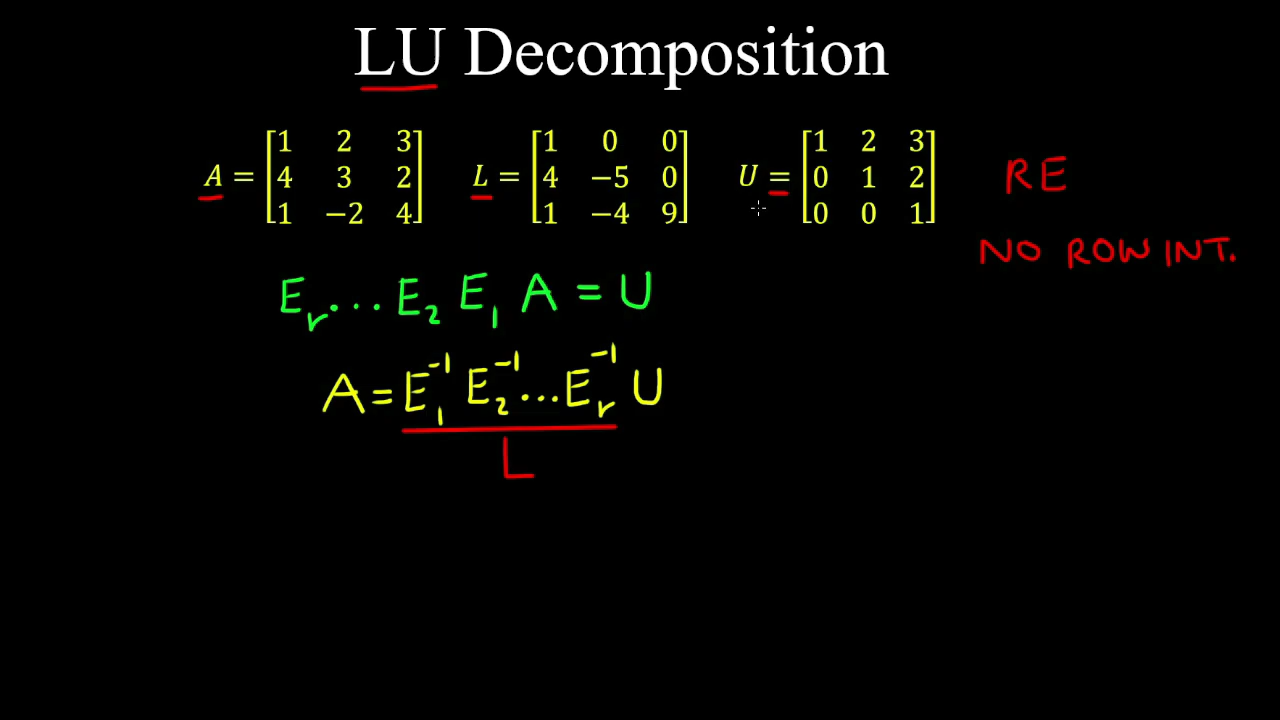 LU Decomposition
A = [1 2 3; 4 3 2; 1 −2 4] L = [1 0 0; 4 −5 0; 1 −4 9] U = [1 2 3; 0 1 2; 0 0 1]
RE
NO ROW INT.
E_r ... E_2 E_1 A = U
A = E_1^-1 E_2^-1 ... E_r^-1 U
L